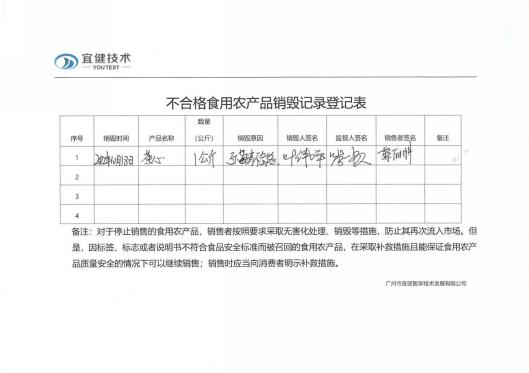 宜健技术
YOUTEST
不合格食用农产品销毁记录登记表
序号 销毁时间 产品名称 数量（公斤） 销毁原因 销毁人签名 监督人签名 销售者签名 备注
1 菜心 1公斤
2
3
4
备注：对于停止销售的食用农产品，销售者按照要求采取无害化处理、销毁等措施，防止其再次流入市场。但
是，因标签、标志或者说明书不符合食品安全标准而被召回的食用农产品，在采取补救措施且能保证食用农产
品质量安全的情况下可以继续销售；销售时应当向消费者明示补救措施。
广州市宜健医学技术发展有限公司